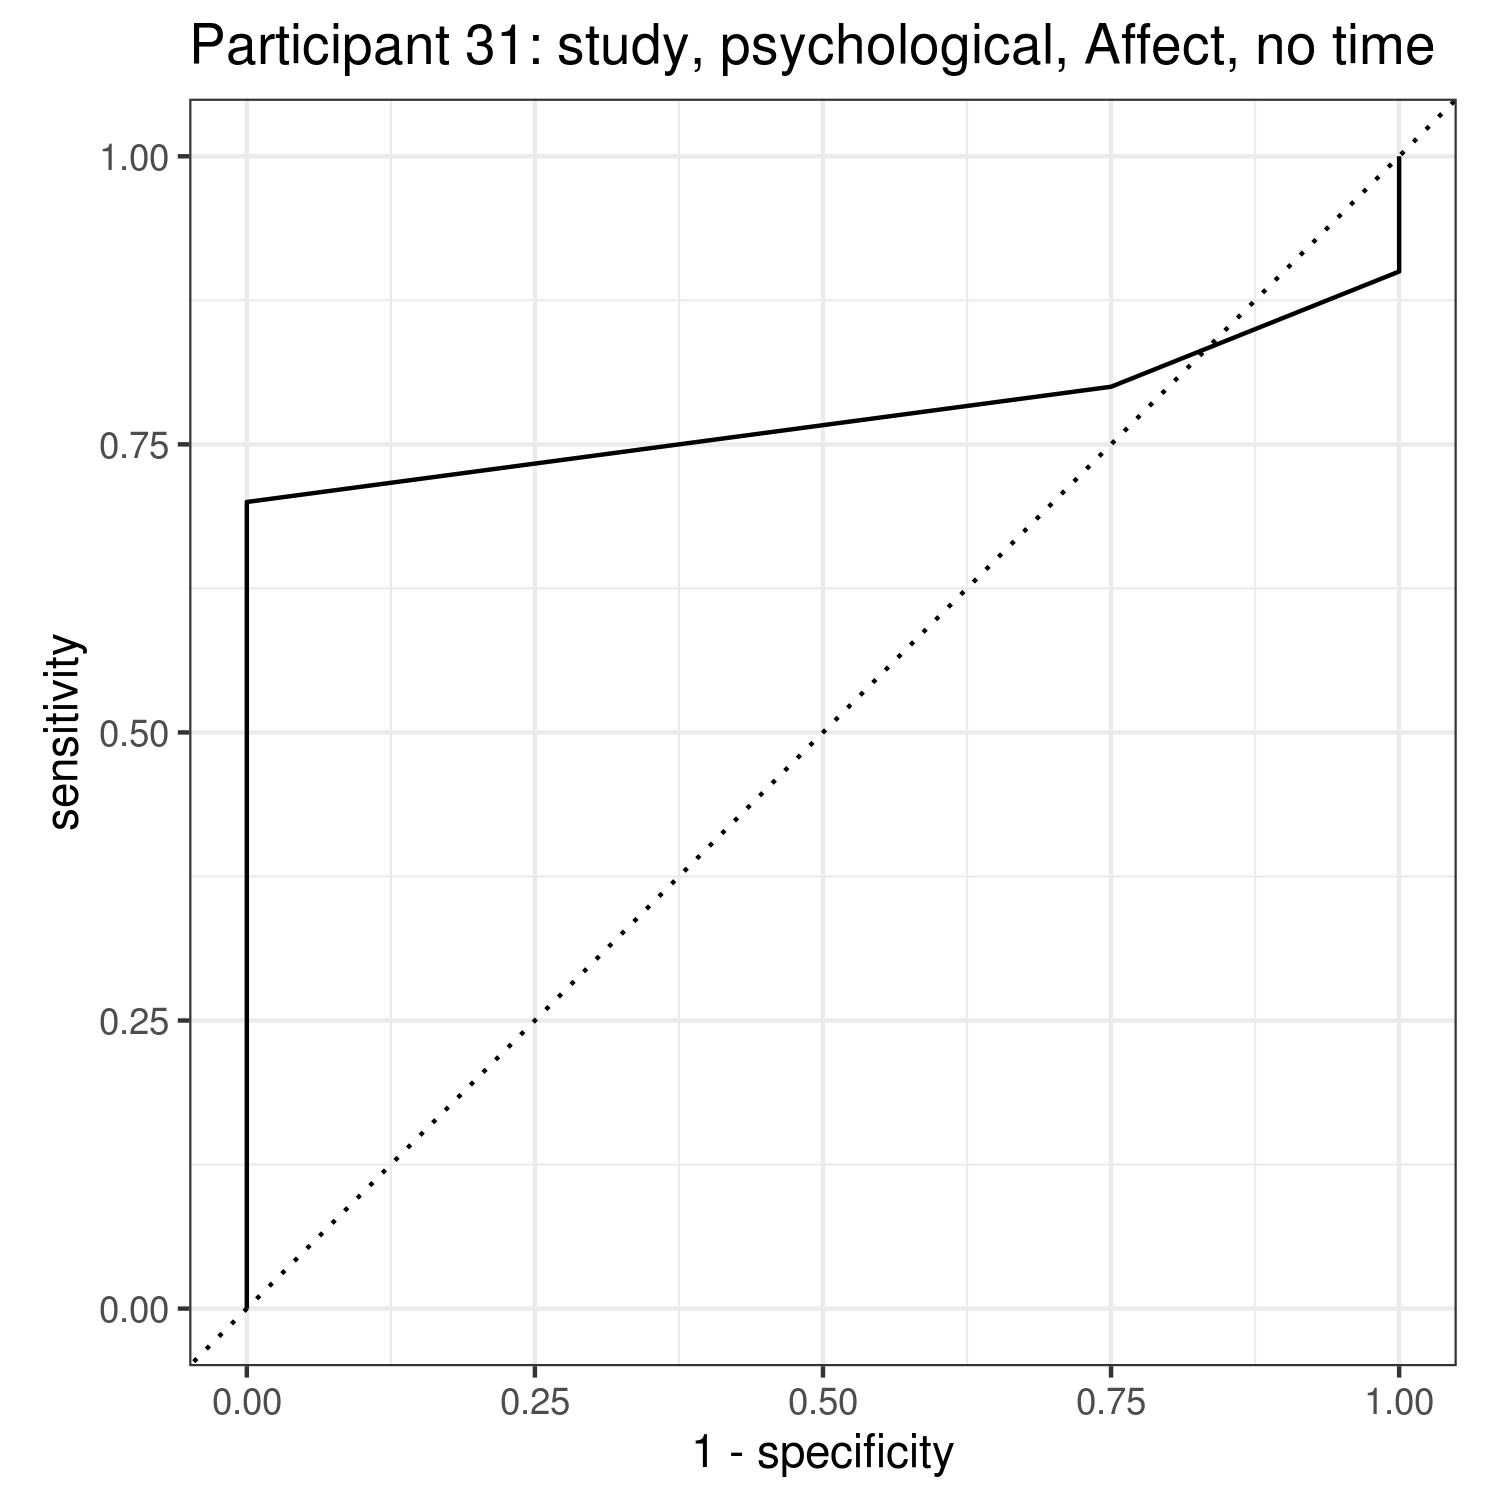 Participant 31: study, psychological, Affect, no time
1.00
0.75
0.50
0.25
0.00
sensitivity
0.00 0.25 0.50 0.75 1.00
1 - specificity